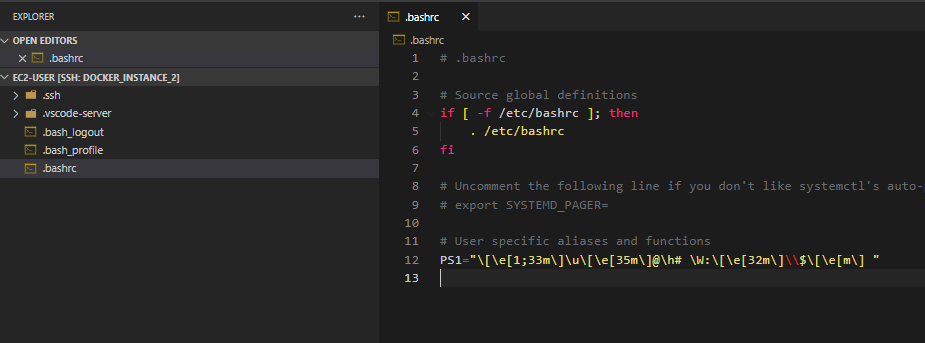 EXPLORER
...
OPEN EDITORS
.bashrc
EC2-USER [SSH: DOCKER_INSTANCE_2]
.ssh
.vscode-server
.bash_logout
.bash_profile
.bashrc
.bashrc
.bashrc
1 # .bashrc
2
3 # Source global definitions
4 if [ -f /etc/bashrc ]; then
5     . /etc/bashrc
6 fi
7
8 # Uncomment the following line if you don't like systemctl's auto-
9 # export SYSTEMD_PAGER=
10
11 # User specific aliases and functions
12 PS1="\[\e[1;33m\]\u\[\e[35m\]@\h# \W:\[\e[32m\]\\$\[\e[m\] "
13